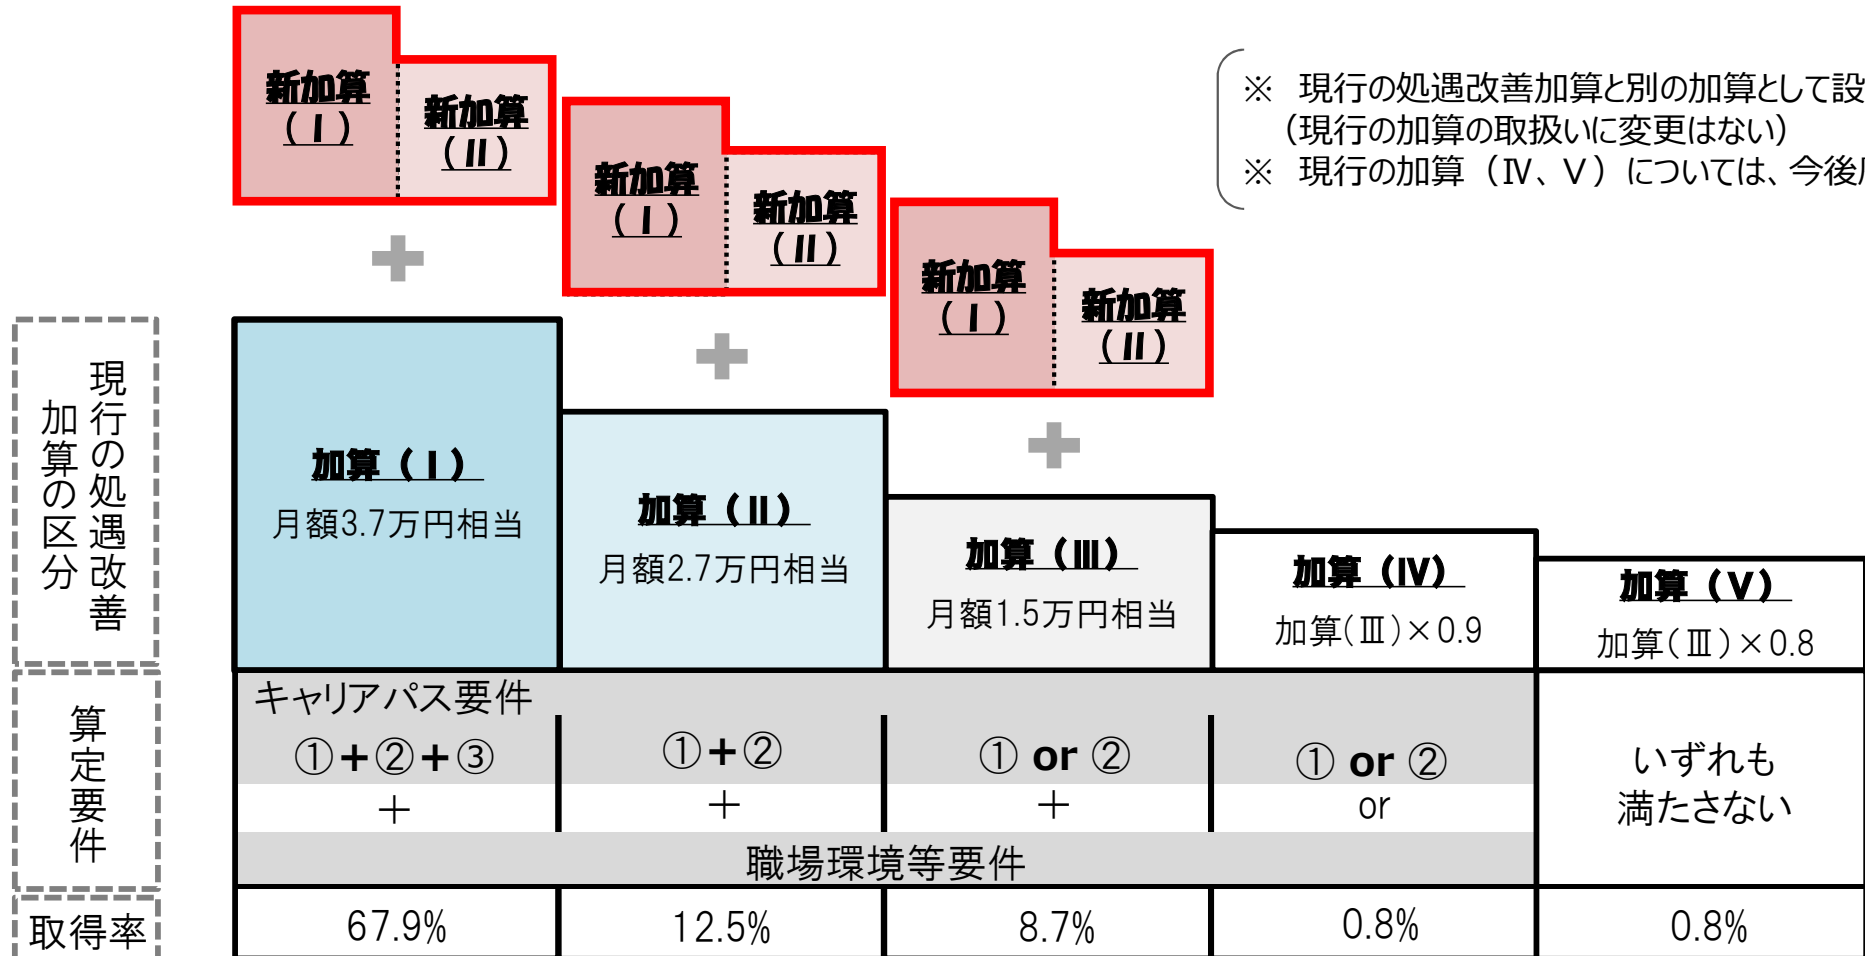 新加算
(Ⅰ)
新加算
(Ⅱ)
新加算
(Ⅰ)
新加算
(Ⅱ)
新加算
(Ⅰ)
新加算
(Ⅱ)
※ 現行の処遇改善加算と別の加算として設
(現行の加算の取扱いに変更はない)
※ 現行の加算（Ⅳ、Ⅴ）については、今後
現行の処遇改善
加算の区分
加算（Ⅰ）
月額3.7万円相当
加算（Ⅱ）
月額2.7万円相当
加算（Ⅲ）
月額1.5万円相当
加算（Ⅳ）
加算(Ⅲ)×0.9
加算（Ⅴ）
加算(Ⅲ)×0.8
算定要件
キャリアパス要件
①+②+③
①+②
① or ②
① or ②
いずれも
満たさない
＋
＋
＋
or
職場環境等要件
取得率
67.9%
12.5%
8.7%
0.8%
0.8%